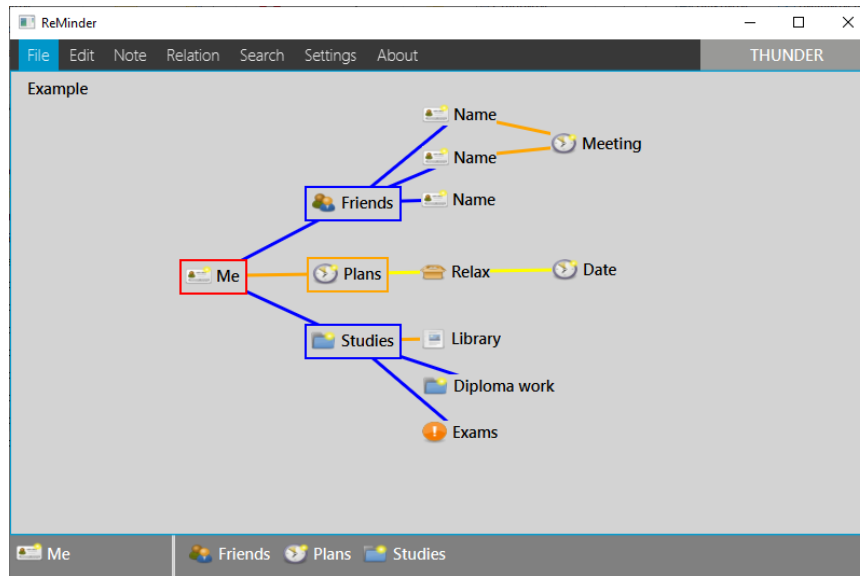 ReMinder
File Edit Note Relation Search Settings About THUNDER
Example
Name
Name
Meeting
Friends
Name
Me
Plans
Relax
Date
Studies
Library
Diploma work
Exams
Me Friends Plans Studies